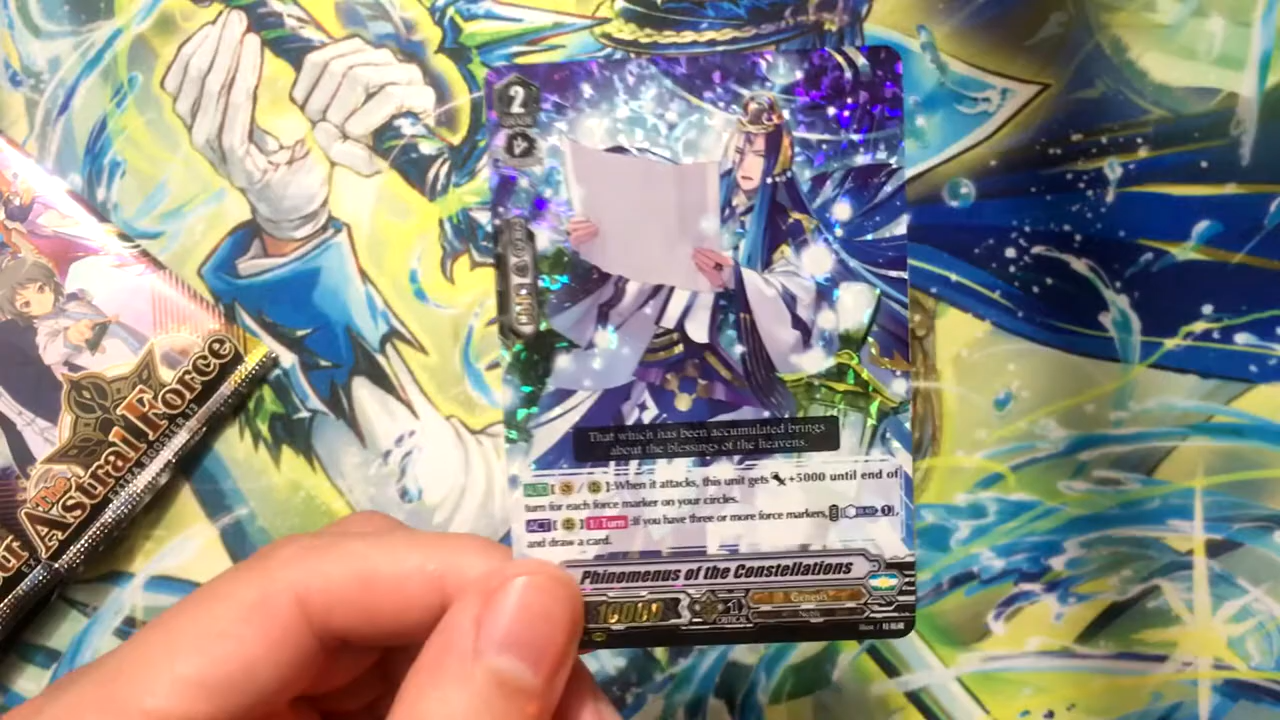 2
GRADE
That which has been accumulated brings
about the blessings of the heavens.
AUTO [ / ]:When it attacks, this unit gets +5000 until end of
turn for each force marker on your circles.
ACT [ ] 1/Turn :If you have three or more force markers, [ (1)],
and draw a card.
Phinomenus of the Constellations
10000
1
CRITICAL
Genesis
Noble
The
Astral Force
EXTRA BOOSTER 13